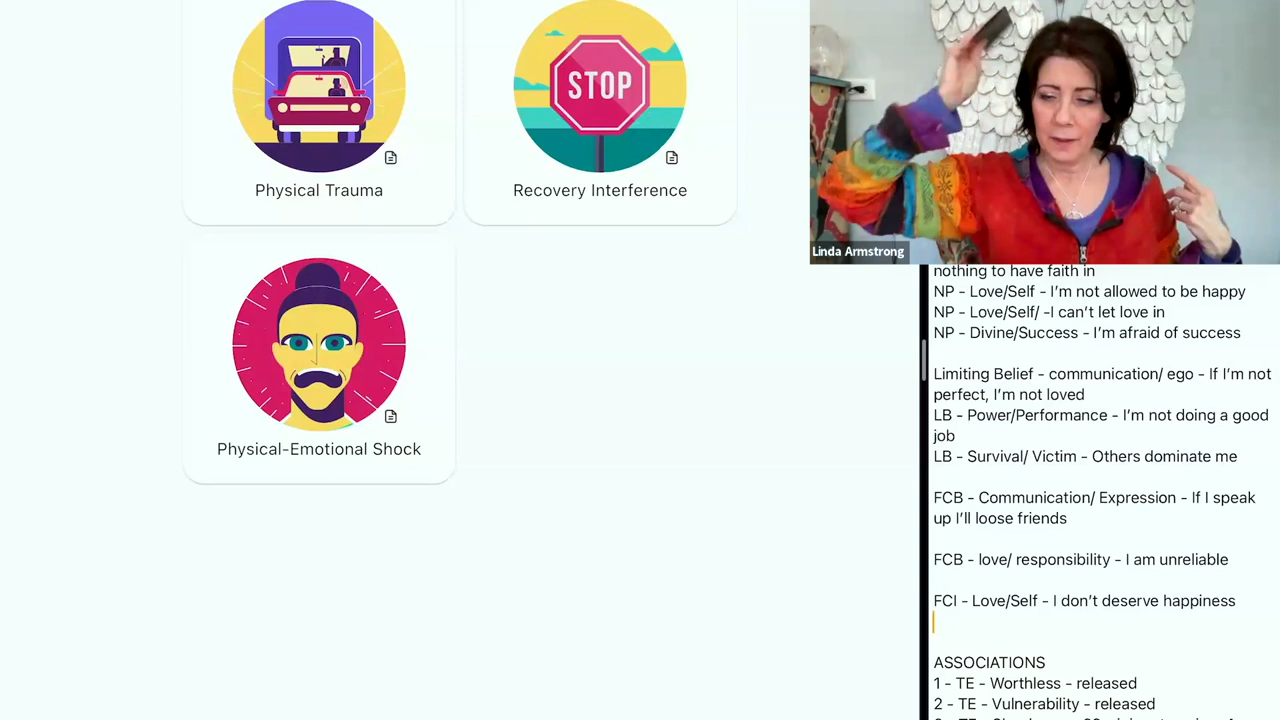 STOP
Physical Trauma
Recovery Interference
Physical-Emotional Shock
Linda Armstrong
nothing to have faith in
NP - Love/Self - I’m not allowed to be happy
NP - Love/Self/ -I can’t let love in
NP - Divine/Success - I’m afraid of success
Limiting Belief - communication/ ego - If I’m not
perfect, I’m not loved
LB - Power/Performance - I’m not doing a good
job
LB - Survival/ Victim - Others dominate me
FCB - Communication/ Expression - If I speak
up I’ll loose friends
FCB - love/ responsibility - I am unreliable
FCI - Love/Self - I don’t deserve happiness
ASSOCIATIONS
1 - TE - Worthless - released
2 - TE - Vulnerability - released